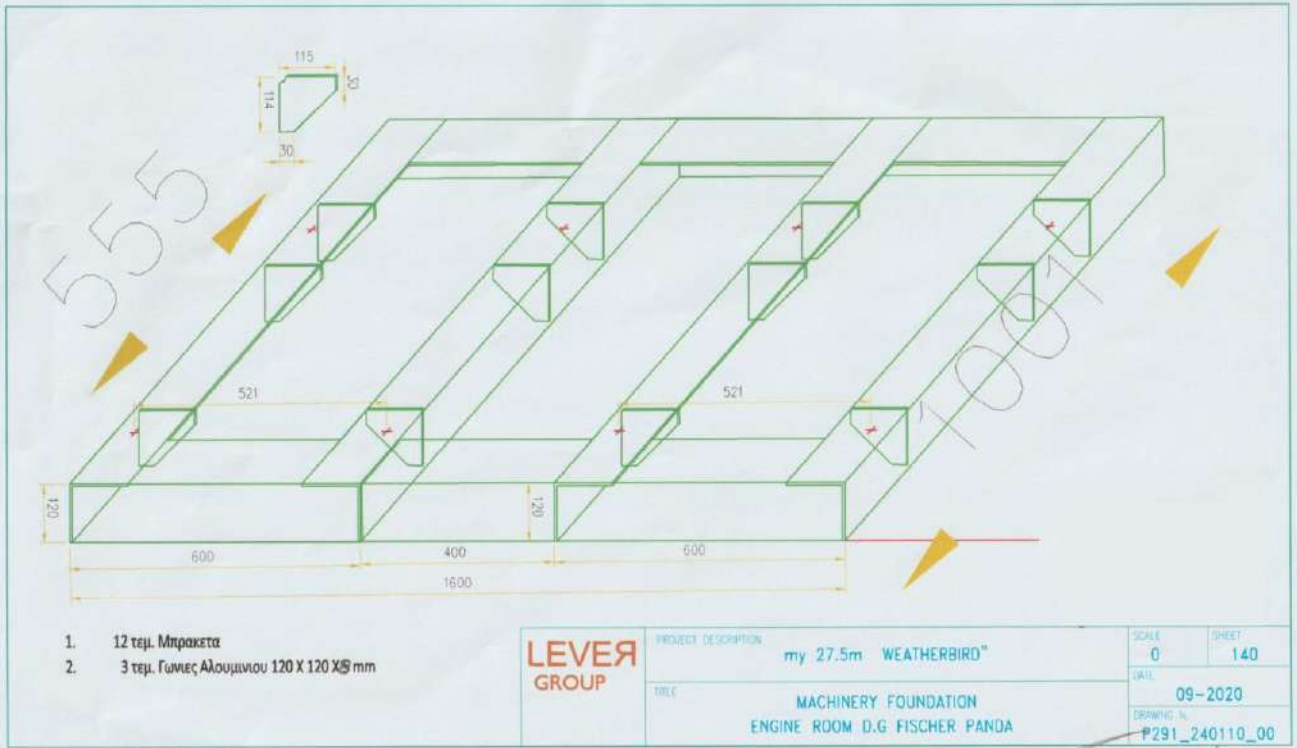 115
30
114
30
555
1001
521
521
120
120
600
400
600
1600
1. 12 τεμ. Μπρακετα
2. 3 τεμ. Γωνιες Αλουμινιου 120 Χ 120 Χ mm
LEVEЯ
GROUP
PROJECT DESCRIPTION
my 27.5m WEATHERBIRD"
TITLE
MACHINERY FOUNDATION
ENGINE ROOM D.G FISCHER PANDA
SCALE
0
SHEET
140
DATE
09-2020
DRAWING N.
P291_240110_00